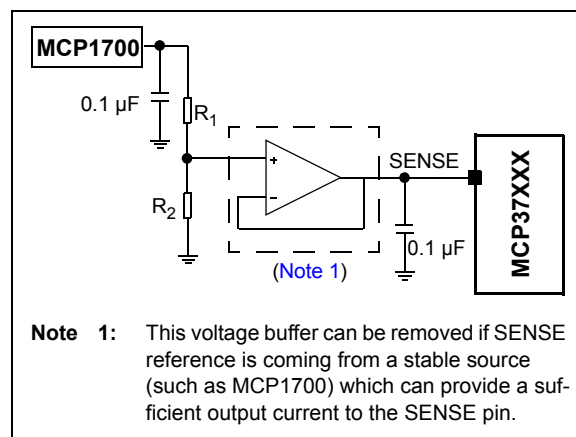 MCP1700
0.1 µF
R1
R2
+
–
SENSE
0.1 µF
MCP37XXX
(Note 1)
Note 1: This voltage buffer can be removed if SENSE
reference is coming from a stable source
(such as MCP1700) which can provide a suf-
ficient output current to the SENSE pin.